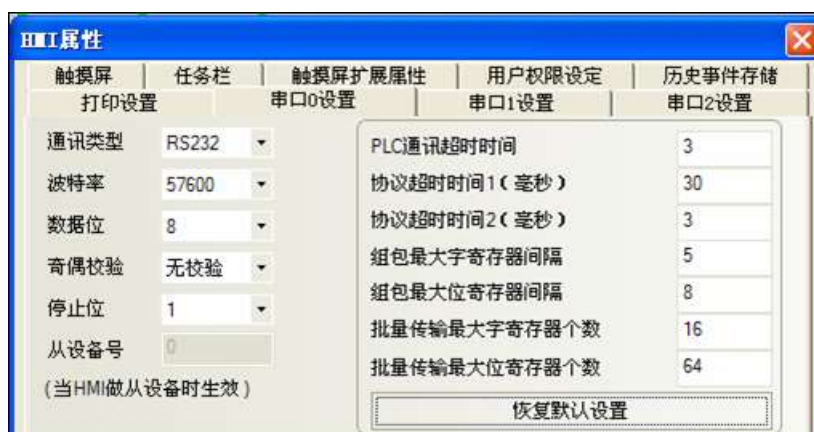 HMI属性
触摸屏 任务栏 触摸屏扩展属性 用户权限设定 历史事件存储
打印设置 串口0设置 串口1设置 串口2设置
通讯类型 RS232
波特率 57600
数据位 8
奇偶校验 无校验
停止位 1
从设备号 0
(当HMI做从设备时生效)
PLC通讯超时时间 3
协议超时时间1(毫秒) 30
协议超时时间2(毫秒) 3
组包最大字寄存器间隔 5
组包最大位寄存器间隔 8
批量传输最大字寄存器个数 16
批量传输最大位寄存器个数 64
恢复默认设置